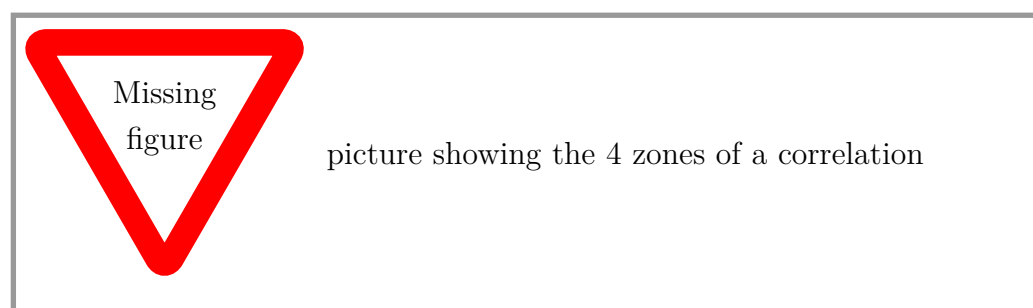 Missing
figure
picture showing the 4 zones of a correlation